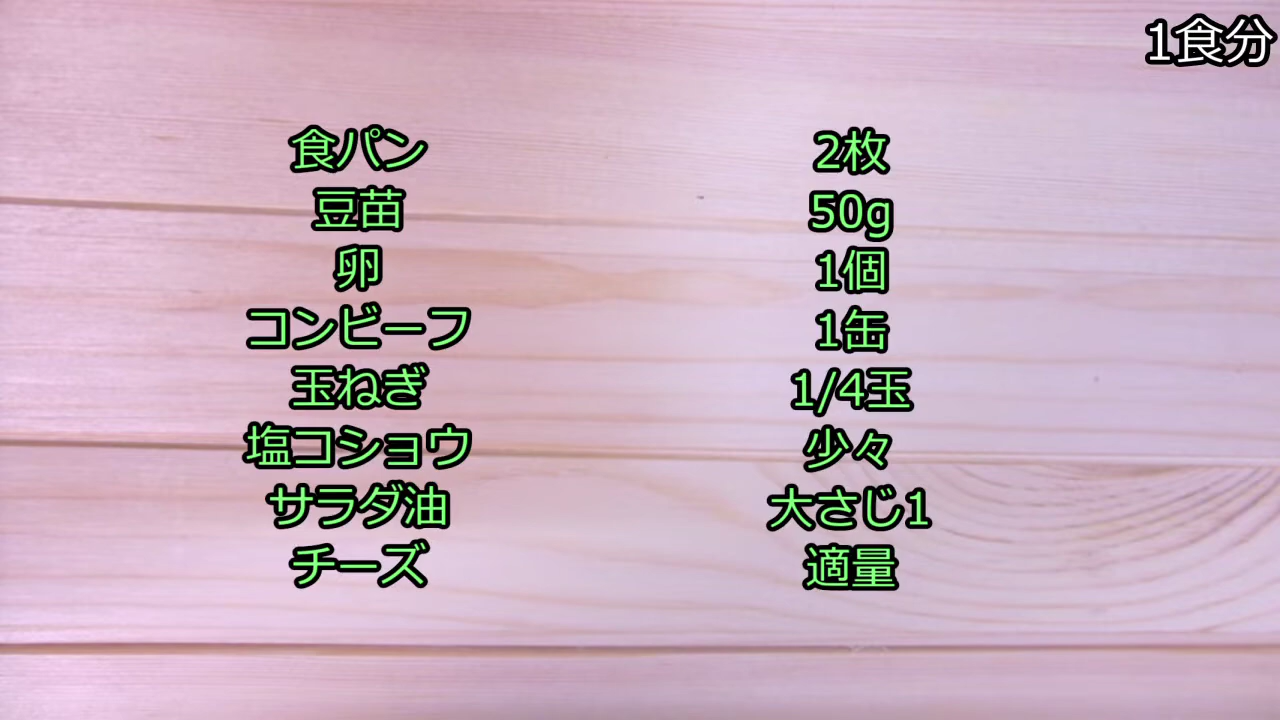 1食分
食パン 2枚
豆苗 50g
卵 1個
コンビーフ 1缶
玉ねぎ 1/4玉
塩コショウ 少々
サラダ油 大さじ1
チーズ 適量